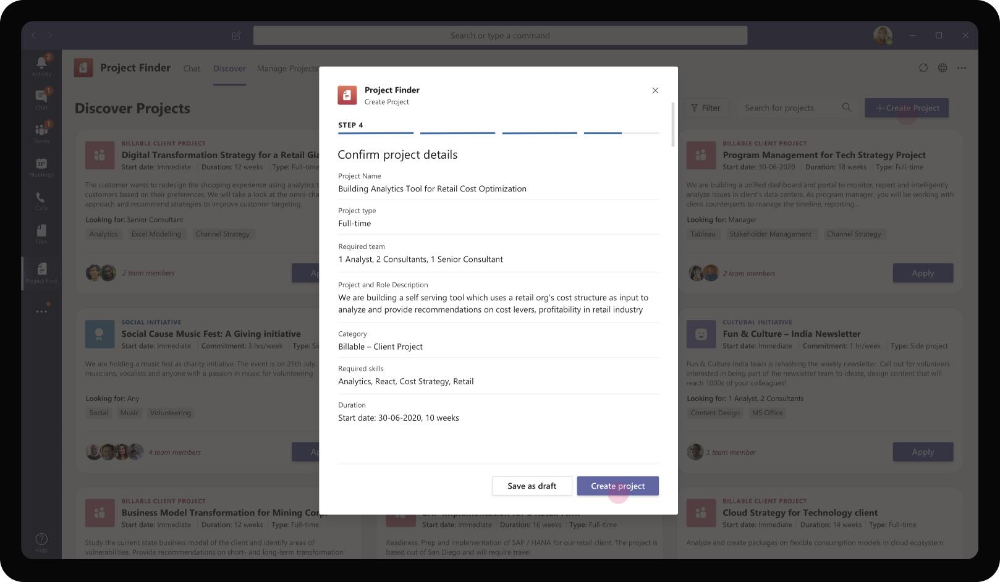 Search or type a command
2
Activity
1
Chat
1
Teams
Meetings
Calls
Files
Project Find..
Help
Project Finder
Chat
Discover
Manage Projects
Discover Projects
Filter
Search for projects
Create Project
BILLABLE CLIENT PROJECT
Digital Transformation Strategy for a Retail Gia
Start date: Immediate Duration: 12 weeks Type: Full-time
The customer wants to redesign the shopping experience using analytics t
customers based on their preferences. We will take a look at the omni-cha
approach and recommend strategies to improve customer targeting.
Looking for: Senior Consultant
Analytics Excel Modelling Channel Strategy
2 team members
Ap
BILLABLE CLIENT PROJECT
Program Management for Tech Strategy Project
Start date: 30-06-2020 Duration: 18 weeks Type: Full-time
We are building a unified dashboard and portal to monitor, report and intelligently
analyze issues in client's data centers. As program manager, you will be working with
client counterparts to manage the timeline, reporting...
Looking for: Manager
Tableau Stakeholder Management Channel Strategy
2 team members
Apply
SOCIAL INITIATIVE
Social Cause Music Fest: A Giving initiative
Start date: Immediate Commitment: 3 hrs/week Type: Si
We are holding a music fest as charity initiative. The event is on 25th July.
musicians, vocalists and anyone with a passion in music for volunteering
Looking for: Any
Social Music Volunteering
4 team members
Ap
CULTURAL INITIATIVE
Fun & Culture – India Newsletter
Start date: Immediate Commitment: 1 hr/week Type: Side project
Fun & Culture India team is rehashing the weekly newsletter. Call out for volunteers
interested in being part of the newsletter team to ideate, design content that will
reach 1000s of your colleagues!
Looking for: 1 Analyst, 2 Consultants
Content Design MS Office
1 team member
Apply
BILLABLE CLIENT PROJECT
Business Model Transformation for Mining Corp.
Start date: Immediate Duration: 12 weeks Type: Full-time
Study the current state business model of the client and identify areas of
vulnerabilities. Provide recommendations on short- and long-term transformation
SAP Implementation for a Retail Firm
Start date: Immediate Duration: 16 weeks Type: Full-time
Readiness, Prep and implementation of SAP / HANA for our retail client. The project is
based out of San Diego and will require travel
BILLABLE CLIENT PROJECT
Cloud Strategy for Technology client
Start date: Immediate Duration: 14 weeks Type: Full-time
Analyze and create packages on flexible consumption models in cloud ecosystem.
Project Finder
Create Project
STEP 4
Confirm project details
Project Name
Building Analytics Tool for Retail Cost Optimization
Project type
Full-time
Required team
1 Analyst, 2 Consultants, 1 Senior Consultant
Project and Role Description
We are building a self serving tool which uses a retail org's cost structure as input to
analyze and provide recommendations on cost levers, profitability in retail industry
Category
Billable – Client Project
Required skills
Analytics, React, Cost Strategy, Retail
Duration
Start date: 30-06-2020, 10 weeks
Save as draft
Create project